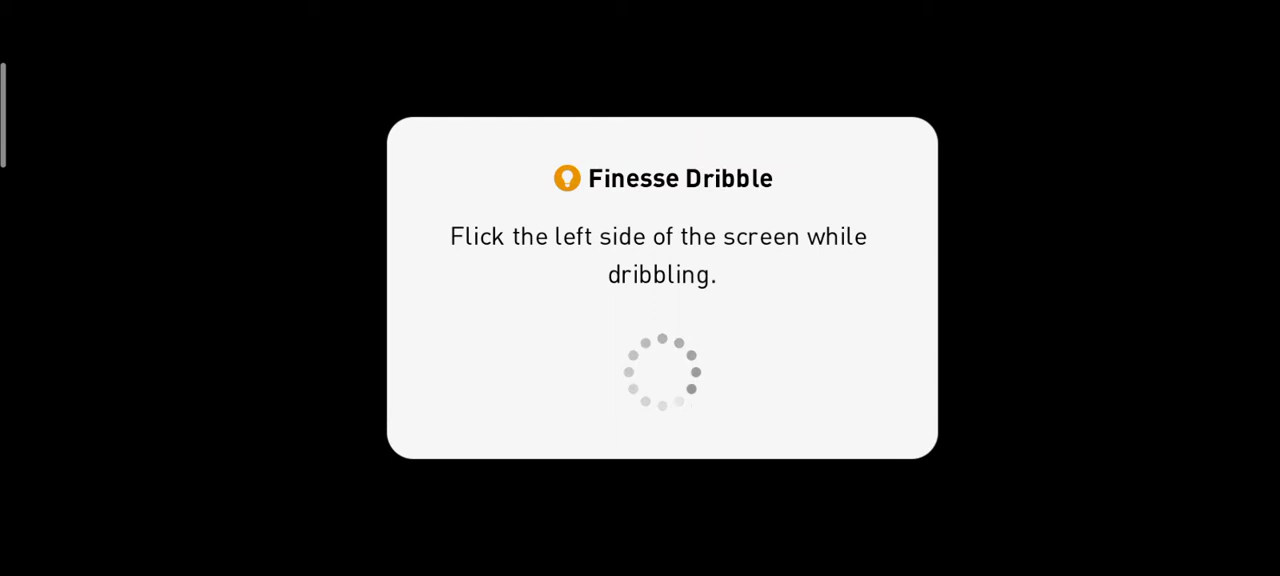 Finesse Dribble
Flick the left side of the screen while
dribbling.